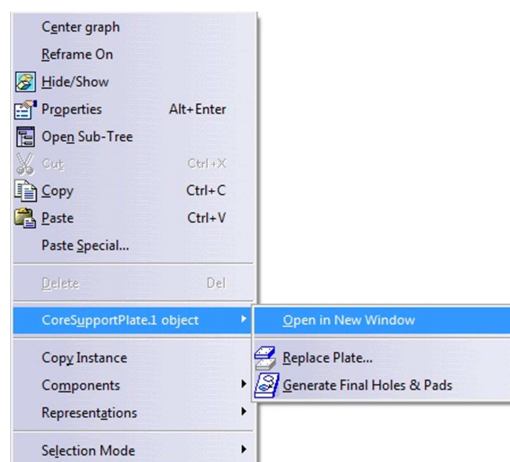 Center graph
Reframe On
Hide/Show
Properties Alt+Enter
Open Sub-Tree
Cut Ctrl+X
Copy Ctrl+C
Paste Ctrl+V
Paste Special...
Delete Del
CoreSupportPlate.1 object
Open in New Window
Copy Instance
Replace Plate...
Components
Generate Final Holes & Pads
Representations
Selection Mode